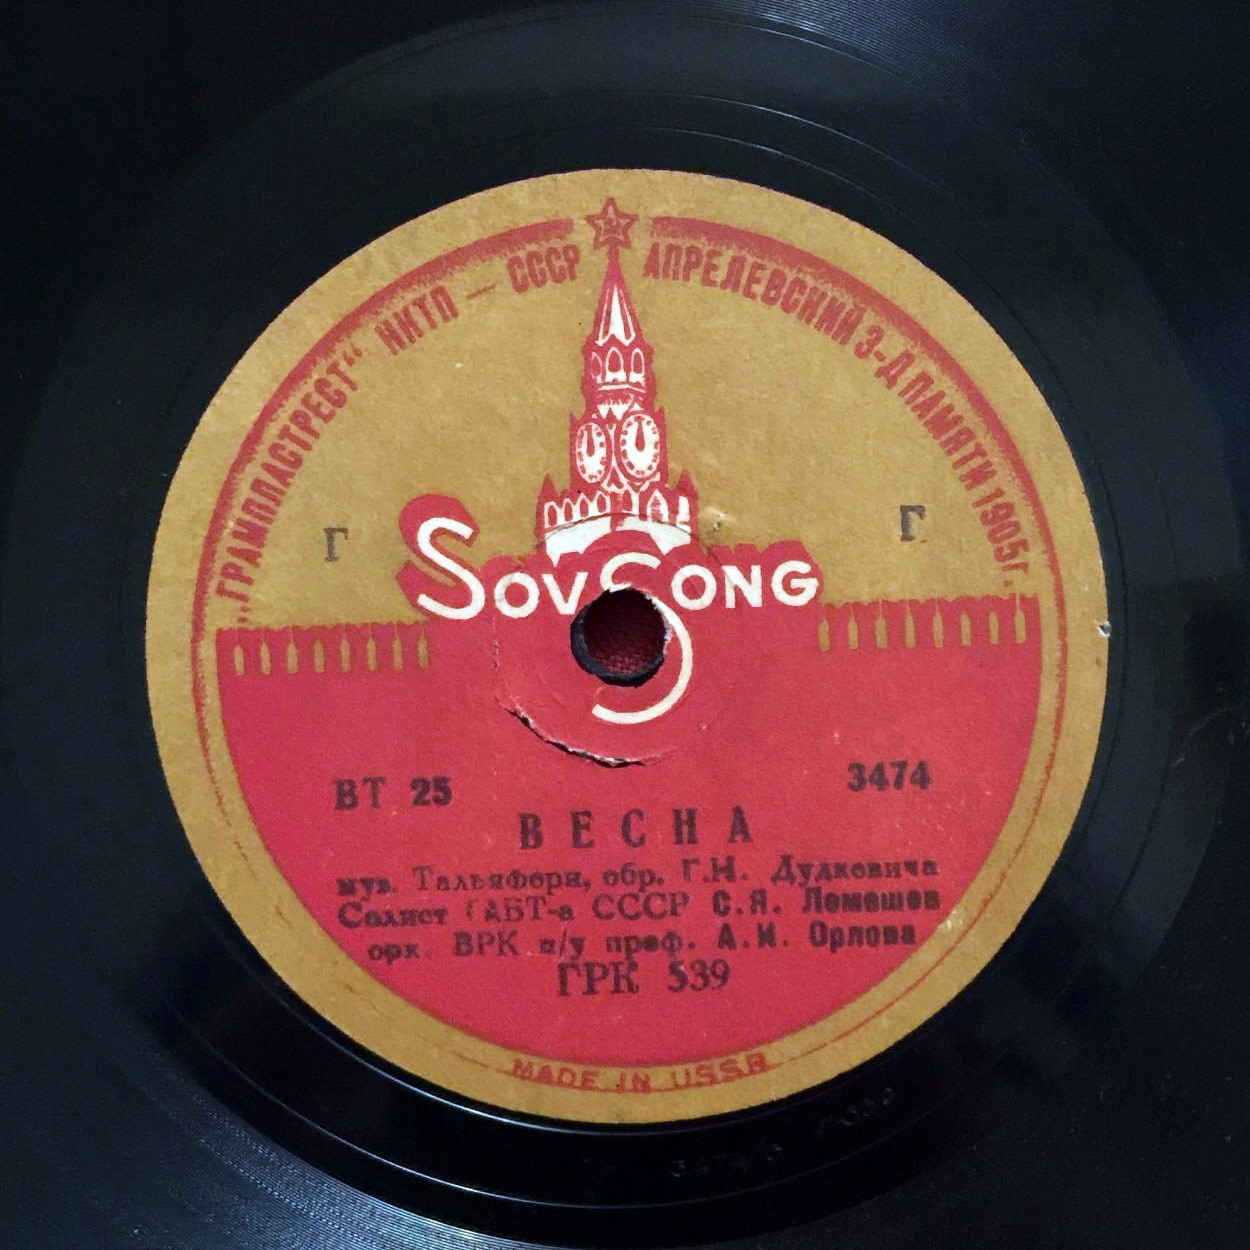 „ГРАМПЛАСТРЕСТ“ НКТП — СССР АПРЕЛЕВСКИЙ З-Д ПАМЯТИ 1905г.
Г Г
SovSong
ВТ 25 3474
ВЕСНА
муз. Тальяфери, обр. Г.Н. Дудкевича
Солист ГАБТ-а СССР С.Я. Лемешев
орк. ВРК п/у проф. А.И. Орлова
ГРК 539
MADE IN USSR